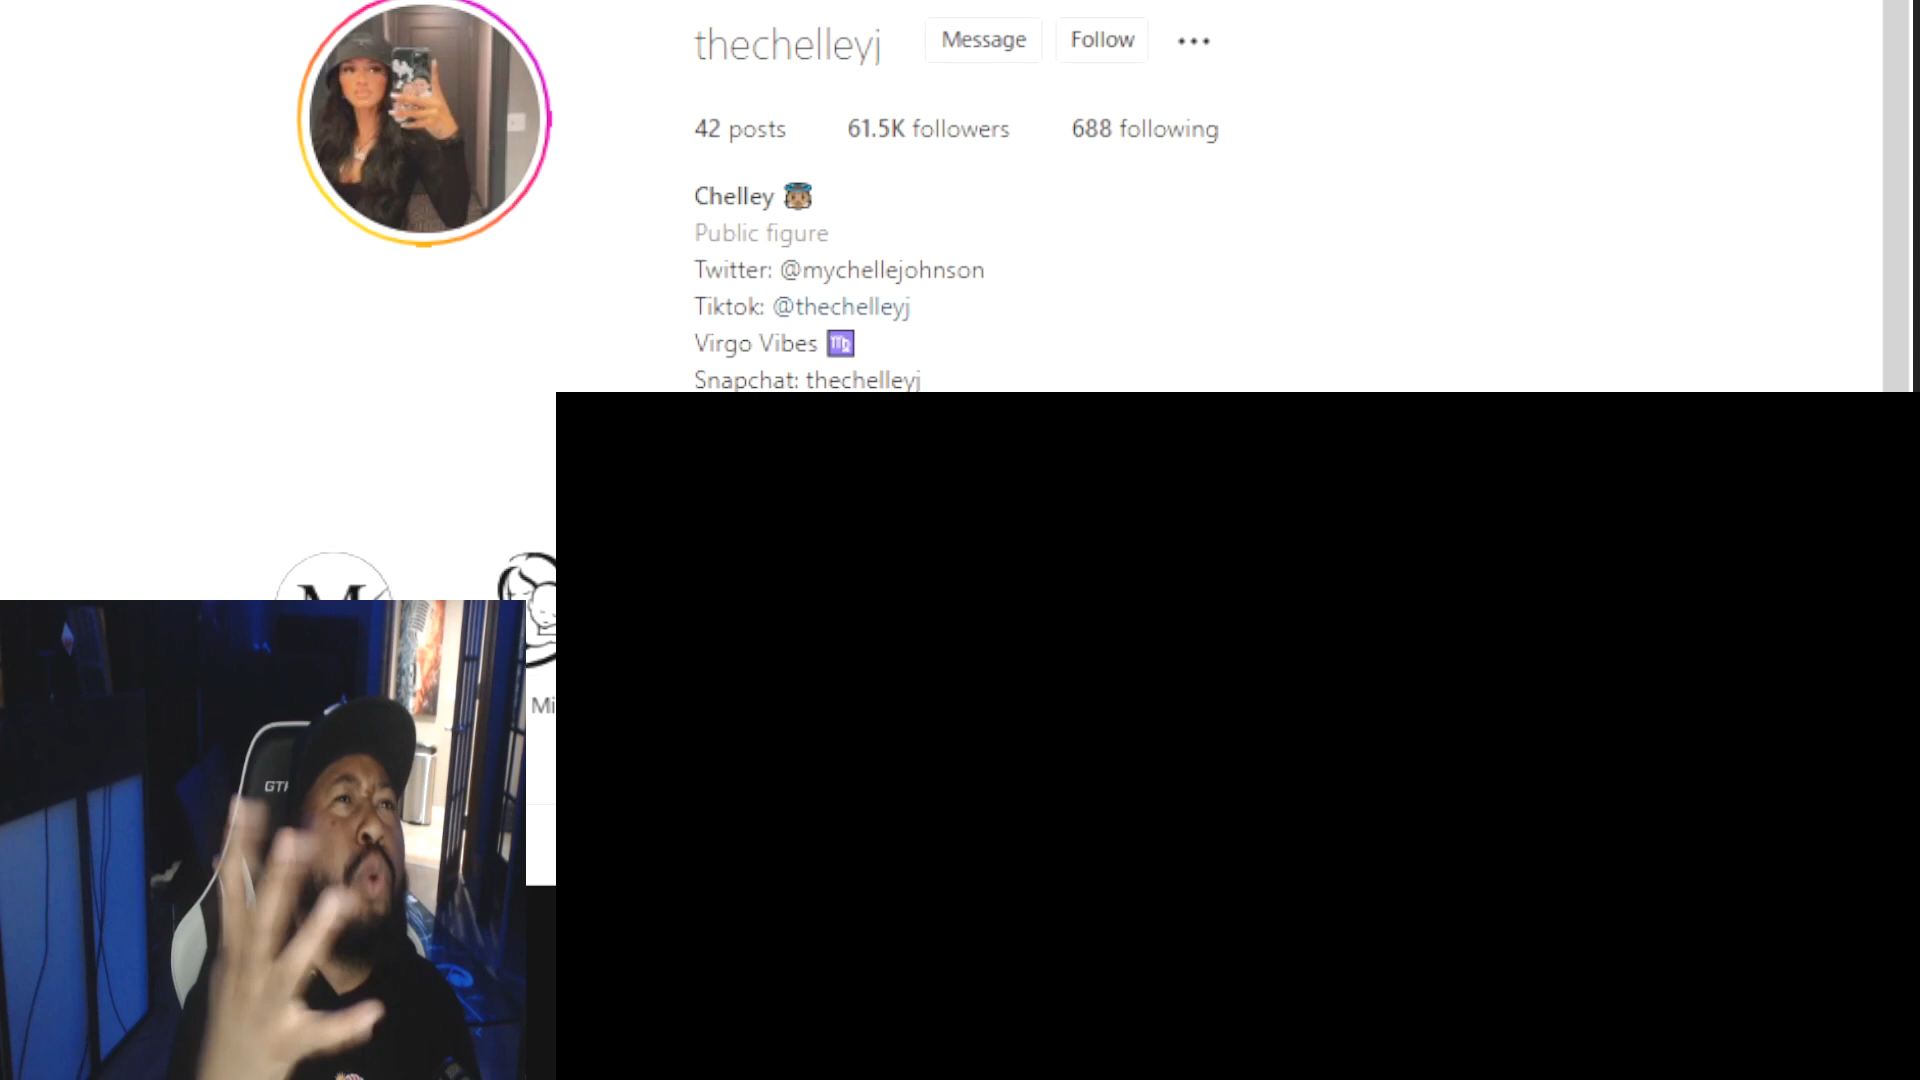 thechelleyj Message Follow
42 posts 61.5K followers 688 following
Chelley
Public figure
Twitter: @mychellejohnson
Tiktok: @thechelleyj
Virgo Vibes
Snapchat: thechelleyj
M
Mi